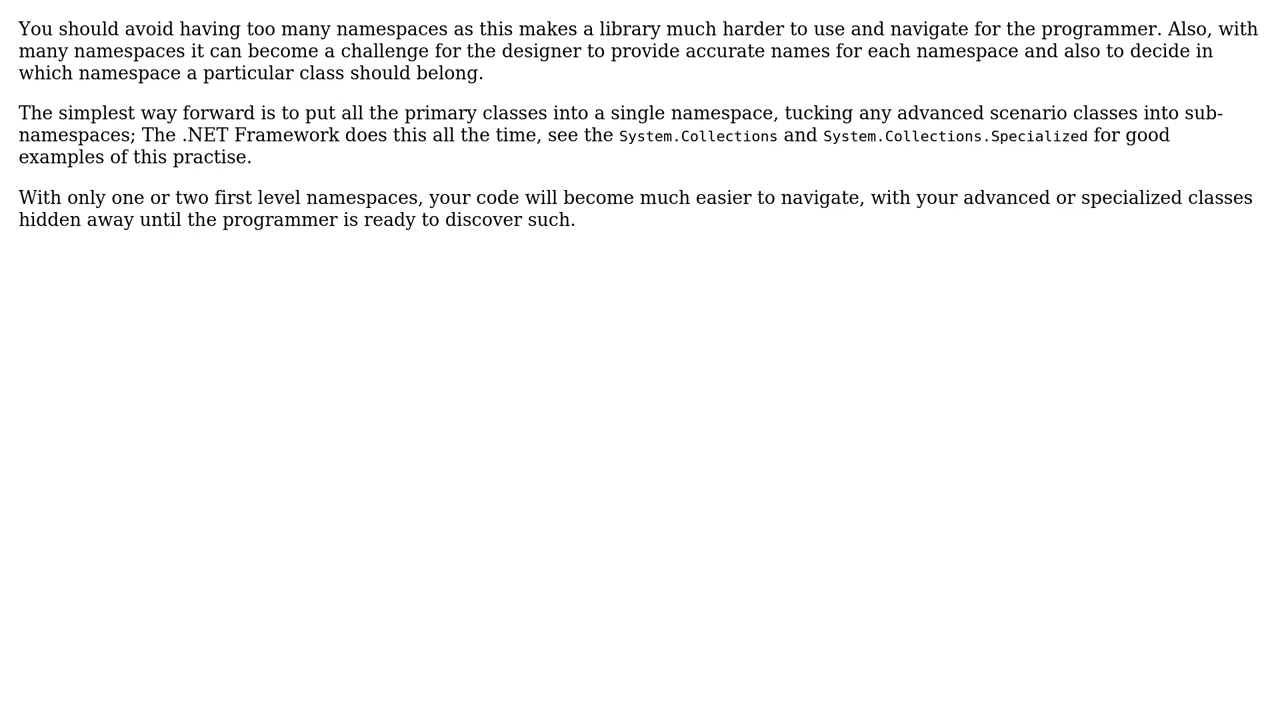 You should avoid having too many namespaces as this makes a library much harder to use and navigate for the programmer. Also, with
many namespaces it can become a challenge for the designer to provide accurate names for each namespace and also to decide in
which namespace a particular class should belong.
The simplest way forward is to put all the primary classes into a single namespace, tucking any advanced scenario classes into sub-
namespaces; The .NET Framework does this all the time, see the System.Collections and System.Collections.Specialized for good
examples of this practise.
With only one or two first level namespaces, your code will become much easier to navigate, with your advanced or specialized classes
hidden away until the programmer is ready to discover such.